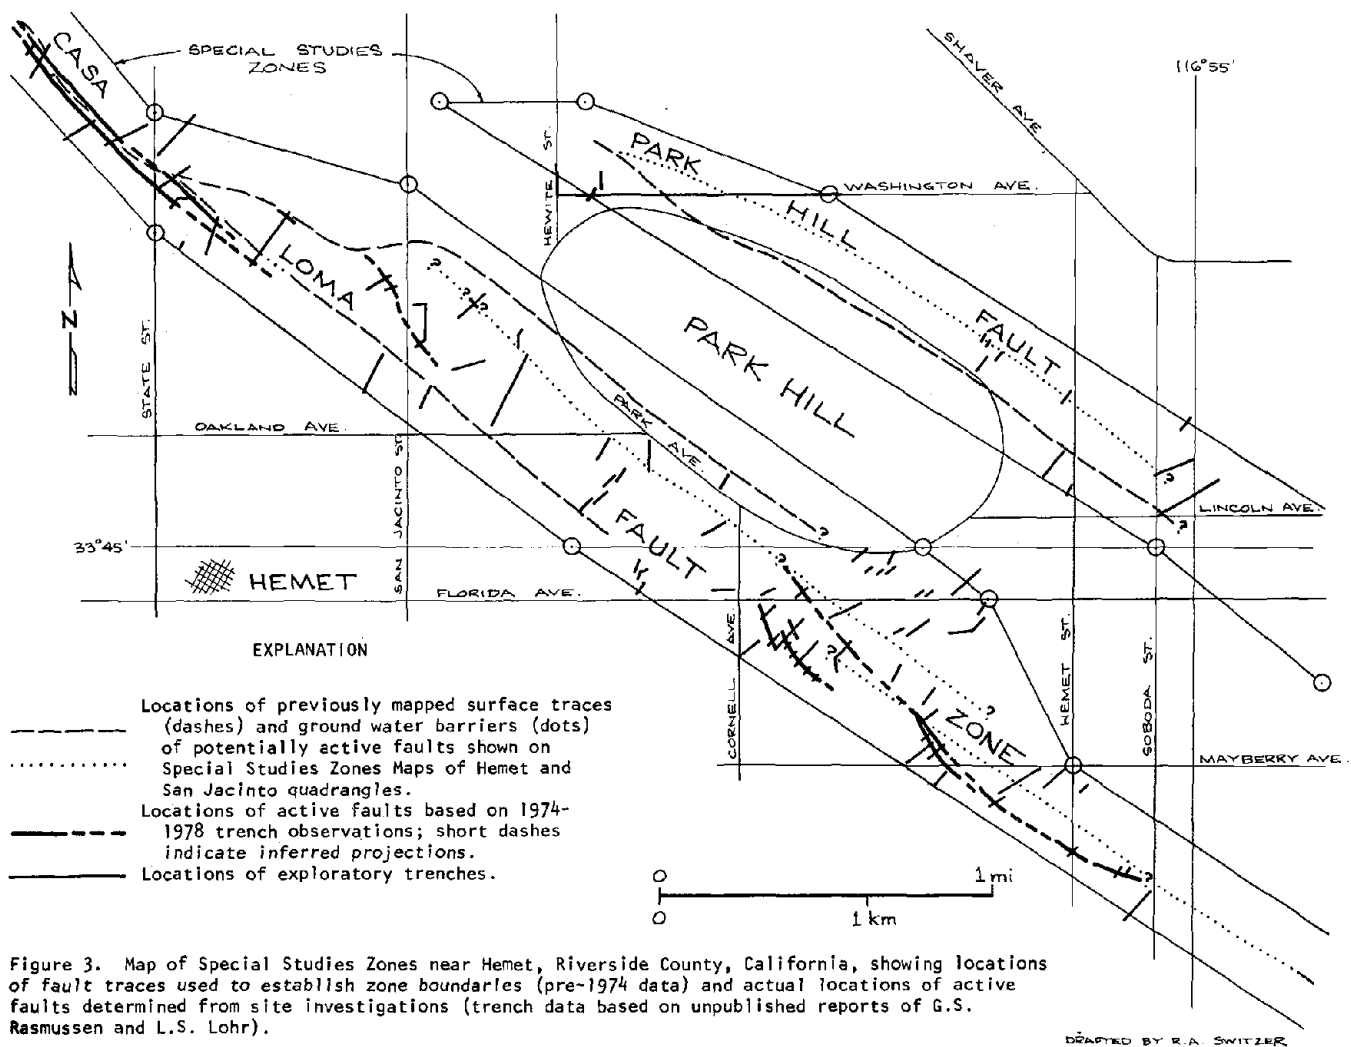 CASA
SPECIAL STUDIES
ZONES
SHAVER AVE
116°55'
HEWITE ST.
PARK
WASHINGTON AVE.
HILL
LOMA
FAULT
N
PARK HILL
STATE ST.
OAKLAND AVE.
PARK AVE.
SAN JACINTO ST.
LINCOLN AVE.
FAULT
33°45'
HEMET
FLORIDA AVE.
CORNELL AVE
HEMET ST.
SOBODA ST.
ZONE
MAYBERRY AVE.
EXPLANATION
Locations of previously mapped surface traces
(dashes) and ground water barriers (dots)
of potentially active faults shown on
Special Studies Zones Maps of Hemet and
San Jacinto quadrangles.
Locations of active faults based on 1974-
1978 trench observations; short dashes
indicate inferred projections.
Locations of exploratory trenches.
0 1 mi
0 1 km
Figure 3. Map of Special Studies Zones near Hemet, Riverside County, California, showing locations
of fault traces used to establish zone boundaries (pre-1974 data) and actual locations of active
faults determined from site investigations (trench data based on unpublished reports of G.S.
Rasmussen and L.S. Lohr).
DRAFTED BY R.A. SWITZER